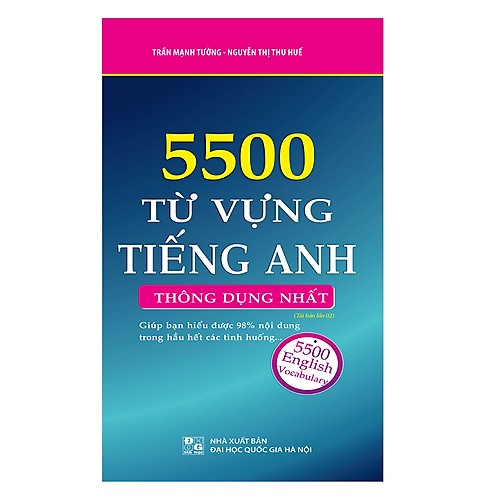 TRẦN MẠNH TƯỜNG - NGUYỄN THỊ THU HUẾ
5500
TỪ VỰNG
TIẾNG ANH
THÔNG DỤNG NHẤT
(Tái bản lần 02)
Giúp bạn hiểu được 98% nội dung
trong hầu hết các tình huống...
5500
English
Vocabulary
NHÀ XUẤT BẢN
ĐẠI HỌC QUỐC GIA HÀ NỘI